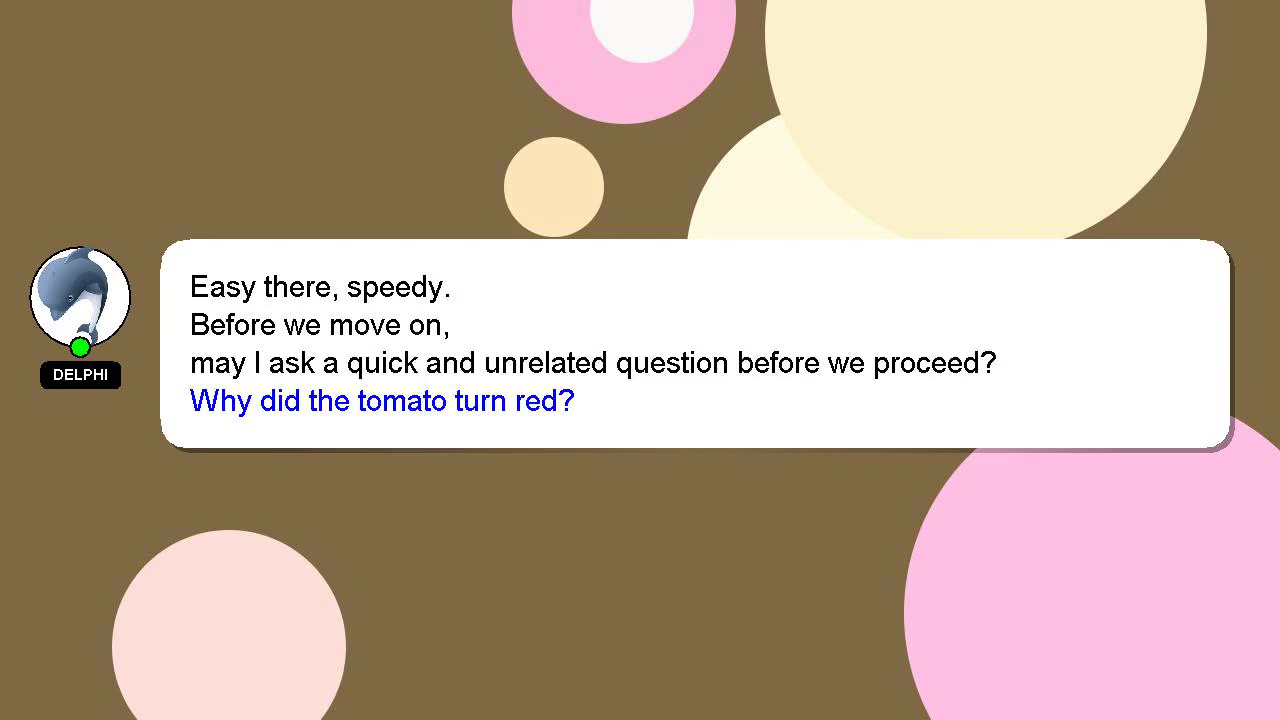 Easy there, speedy.
Before we move on,
may I ask a quick and unrelated question before we proceed?
Why did the tomato turn red?
DELPHI